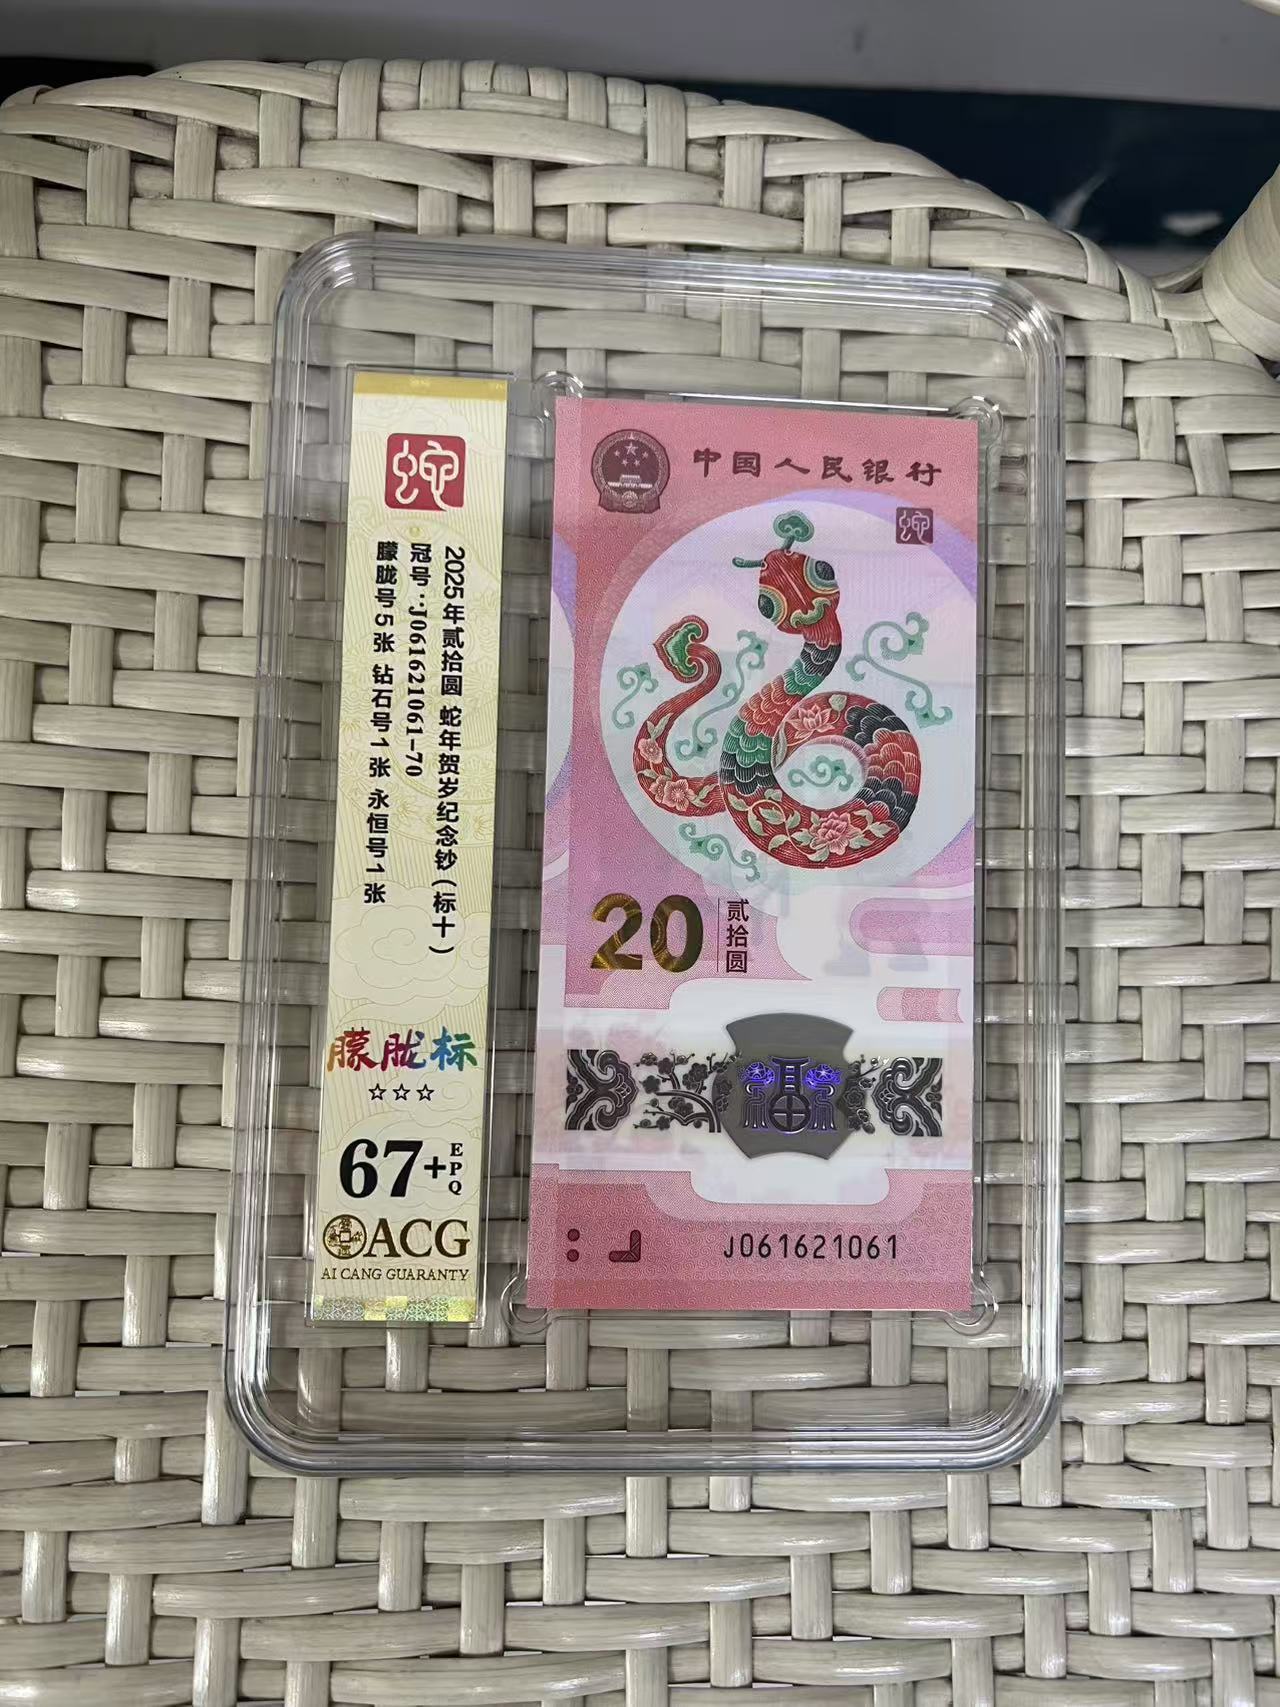 蛇
2025年贰拾圆 蛇年贺岁纪念钞（标十）
冠号：J061621061-70
朦胧号5张 钻石号1张 永恒号1张
朦胧标
☆☆☆
67+EPQ
ACG
AI CANG GUARANTY
中国人民银行
蛇
20 贰拾圆
J061621061